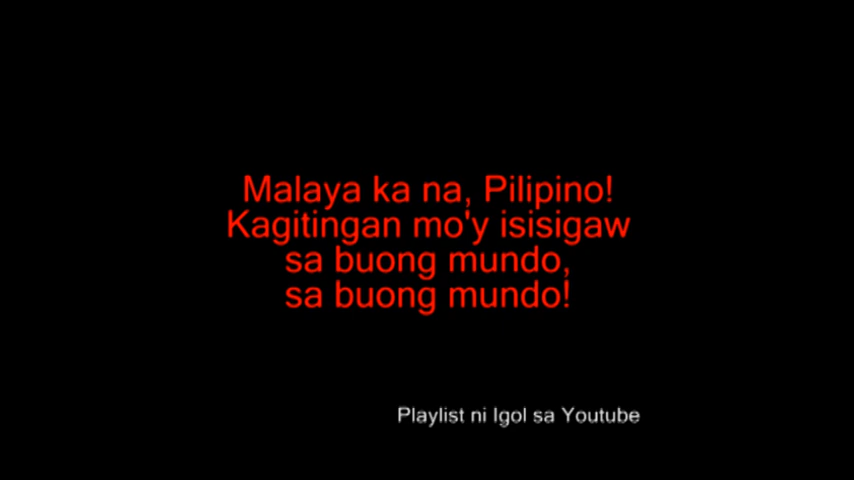 Malaya ka na, Pilipino!
Kagitingan mo'y isisigaw
sa buong mundo,
sa buong mundo!
Playlist ni Igol sa Youtube